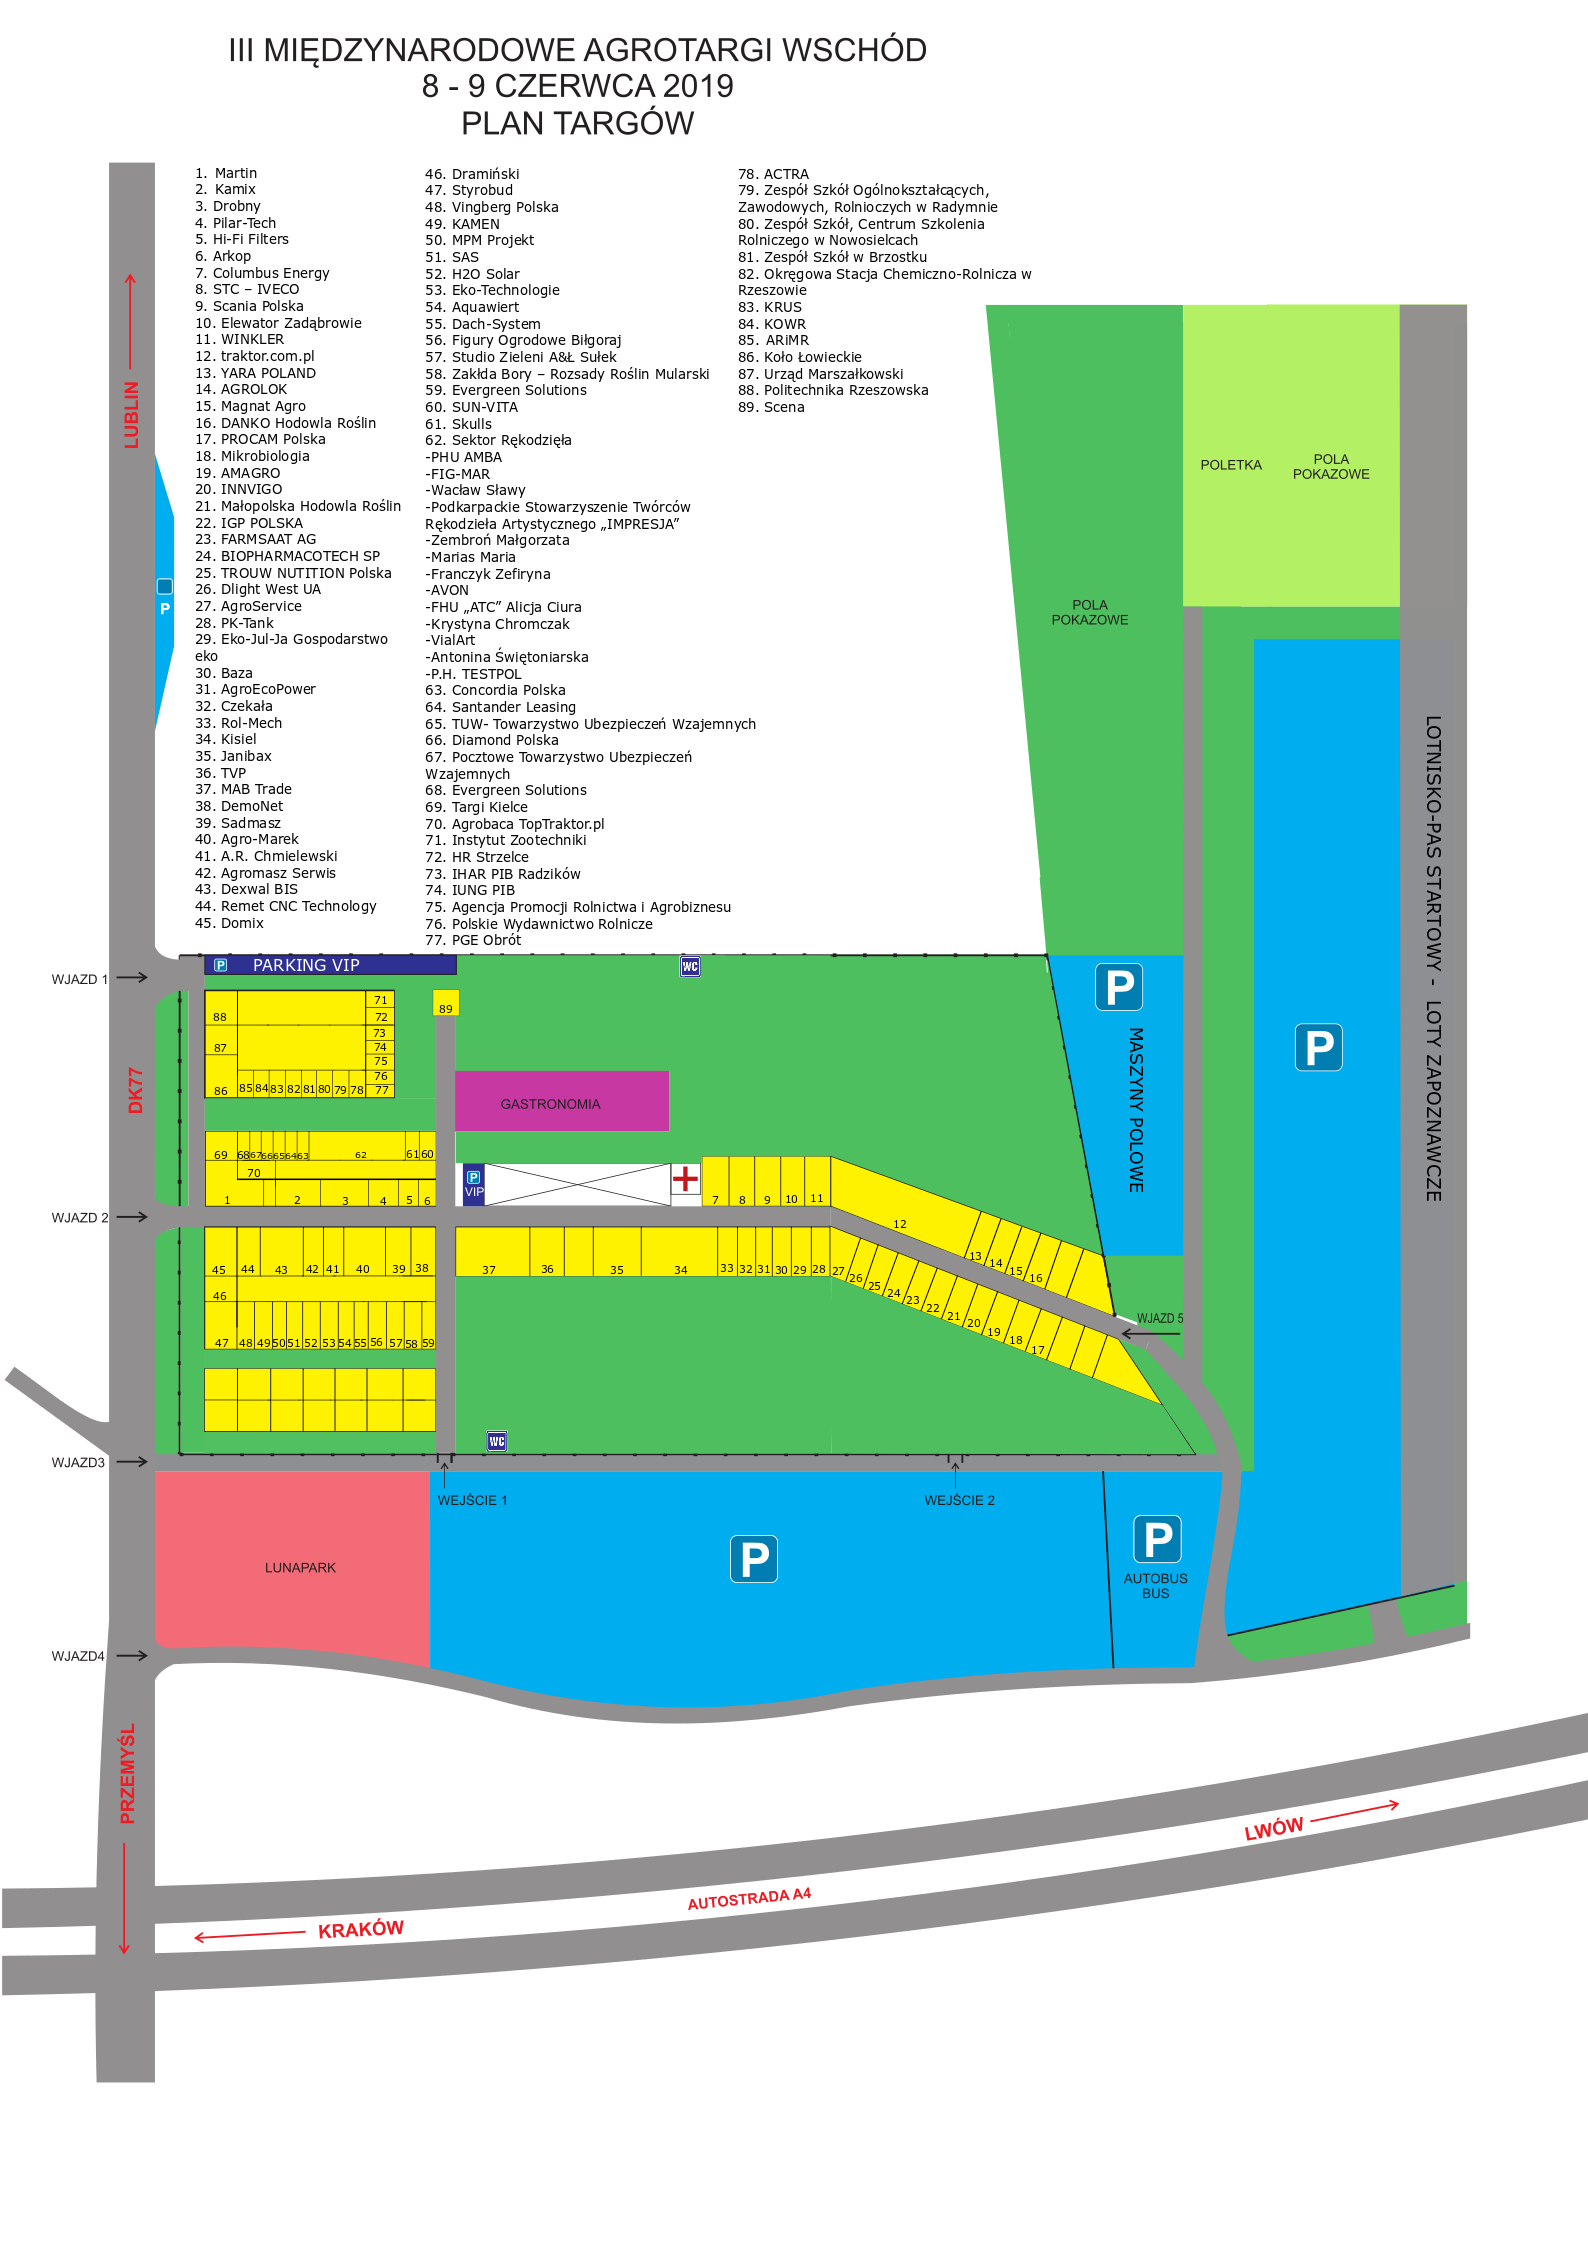 III MIĘDZYNARODOWE AGROTARGI WSCHÓD
8 - 9 CZERWCA 2019
PLAN TARGÓW
1. Martin
2. Kamix
3. Drobny
4. Pilar-Tech
5. Hi-Fi Filters
6. Arkop
7. Columbus Energy
8. STC – IVECO
9. Scania Polska
10. Elewator Zadąbrowie
11. WINKLER
12. traktor.com.pl
13. YARA POLAND
14. AGROLOK
15. Magnat Agro
16. DANKO Hodowla Roślin
17. PROCAM Polska
18. Mikrobiologia
19. AMAGRO
20. INNVIGO
21. Małopolska Hodowla Roślin
22. IGP POLSKA
23. FARMSAAT AG
24. BIOPHARMACOTECH SP
25. TROUW NUTITION Polska
26. Dlight West UA
27. AgroService
28. PK-Tank
29. Eko-Jul-Ja Gospodarstwo
eko
30. Baza
31. AgroEcoPower
32. Czekała
33. Rol-Mech
34. Kisiel
35. Janibax
36. TVP
37. MAB Trade
38. DemoNet
39. Sadmasz
40. Agro-Marek
41. A.R. Chmielewski
42. Agromasz Serwis
43. Dexwal BIS
44. Remet CNC Technology
45. Domix
46. Dramiński
47. Styrobud
48. Vingberg Polska
49. KAMEN
50. MPM Projekt
51. SAS
52. H2O Solar
53. Eko-Technologie
54. Aquawiert
55. Dach-System
56. Figury Ogrodowe Biłgoraj
57. Studio Zieleni A&Ł Sułek
58. Zakłda Bory – Rozsady Roślin Mularski
59. Evergreen Solutions
60. SUN-VITA
61. Skulls
62. Sektor Rękodzięła
-PHU AMBA
-FIG-MAR
-Wacław Sławy
-Podkarpackie Stowarzyszenie Twórców
Rękodzieła Artystycznego „IMPRESJA”
-Zembroń Małgorzata
-Marias Maria
-Franczyk Zefiryna
-AVON
-FHU „ATC” Alicja Ciura
-Krystyna Chromczak
-VialArt
-Antonina Świętoniarska
-P.H. TESTPOL
63. Concordia Polska
64. Santander Leasing
65. TUW- Towarzystwo Ubezpieczeń Wzajemnych
66. Diamond Polska
67. Pocztowe Towarzystwo Ubezpieczeń
Wzajemnych
68. Evergreen Solutions
69. Targi Kielce
70. Agrobaca TopTraktor.pl
71. Instytut Zootechniki
72. HR Strzelce
73. IHAR PIB Radzików
74. IUNG PIB
75. Agencja Promocji Rolnictwa i Agrobiznesu
76. Polskie Wydawnictwo Rolnicze
77. PGE Obrót
78. ACTRA
79. Zespół Szkół Ogólnokształcących,
Zawodowych, Rolnioczych w Radymnie
80. Zespół Szkół, Centrum Szkolenia
Rolniczego w Nowosielcach
81. Zespół Szkół w Brzostku
82. Okręgowa Stacja Chemiczno-Rolnicza w
Rzeszowie
83. KRUS
84. KOWR
85. ARiMR
86. Koło Łowieckie
87. Urząd Marszałkowski
88. Politechnika Rzeszowska
89. Scena
LUBLIN
P
POLETKA
POLA
POKAZOWE
POLA
POKAZOWE
LOTNISKO-PAS STARTOWY - LOTY ZAPOZNAWCZE
WJAZD 1
P PARKING VIP
WC
P
MASZYNY POLOWE
P
DK77
88 71
72
89
87 73
74
75
76
86 85 84 83 82 81 80 79 78 77
GASTRONOMIA
69 68 67 66 65 64 63 62 61 60
70
1 2 3 4 5 6
P
VIP
7 8 9 10 11
12
13 14 15 16
WJAZD 2
45 44 43 42 41 40 39 38
37 36 35 34 33 32 31 30 29 28
27 26 25 24 23 22 21 20 19 18 17
46
47 48 49 50 51 52 53 54 55 56 57 58 59
WJAZD 5
WC
WJAZD3
WEJŚCIE 1
WEJŚCIE 2
LUNAPARK
P
P
AUTOBUS
BUS
WJAZD4
PRZEMYŚL
LWÓW
AUTOSTRADA A4
KRAKÓW